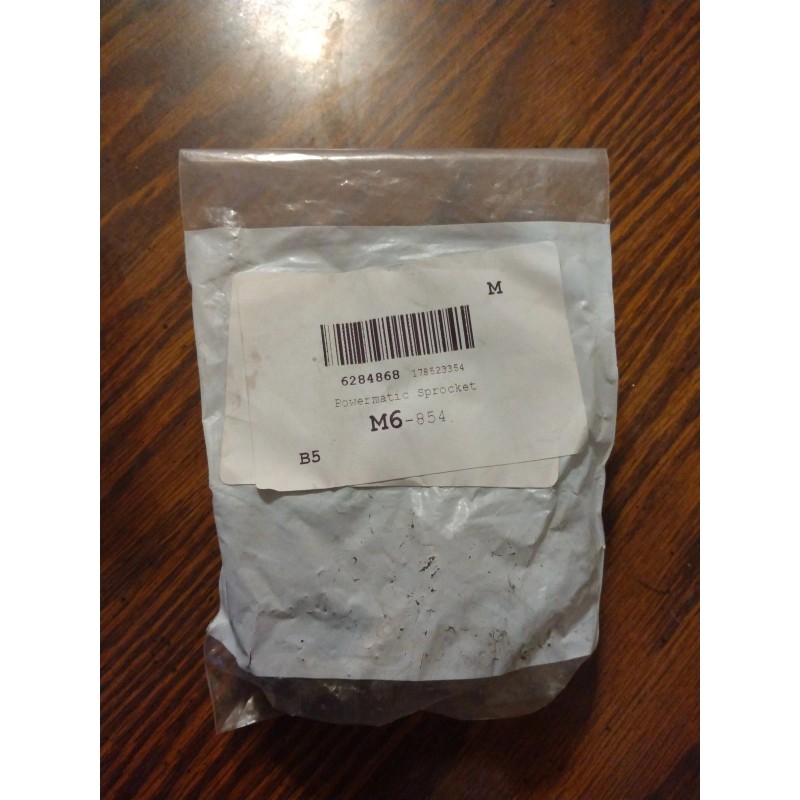 M
6284868 178523354
Powermatic Sprocket
M6-854
B5